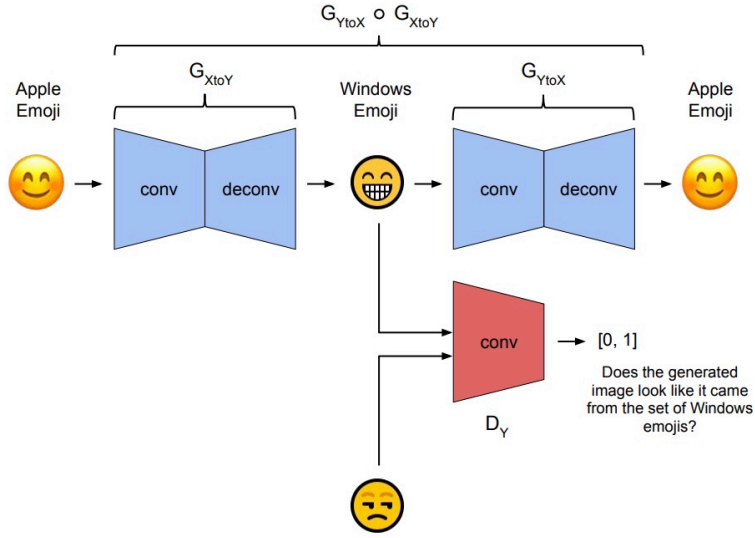 G_YtoX ∘ G_XtoY
G_XtoY
G_YtoX
Apple
Emoji
Windows
Emoji
Apple
Emoji
conv
deconv
conv
deconv
conv
[0, 1]
D_Y
Does the generated
image look like it came
from the set of Windows
emojis?